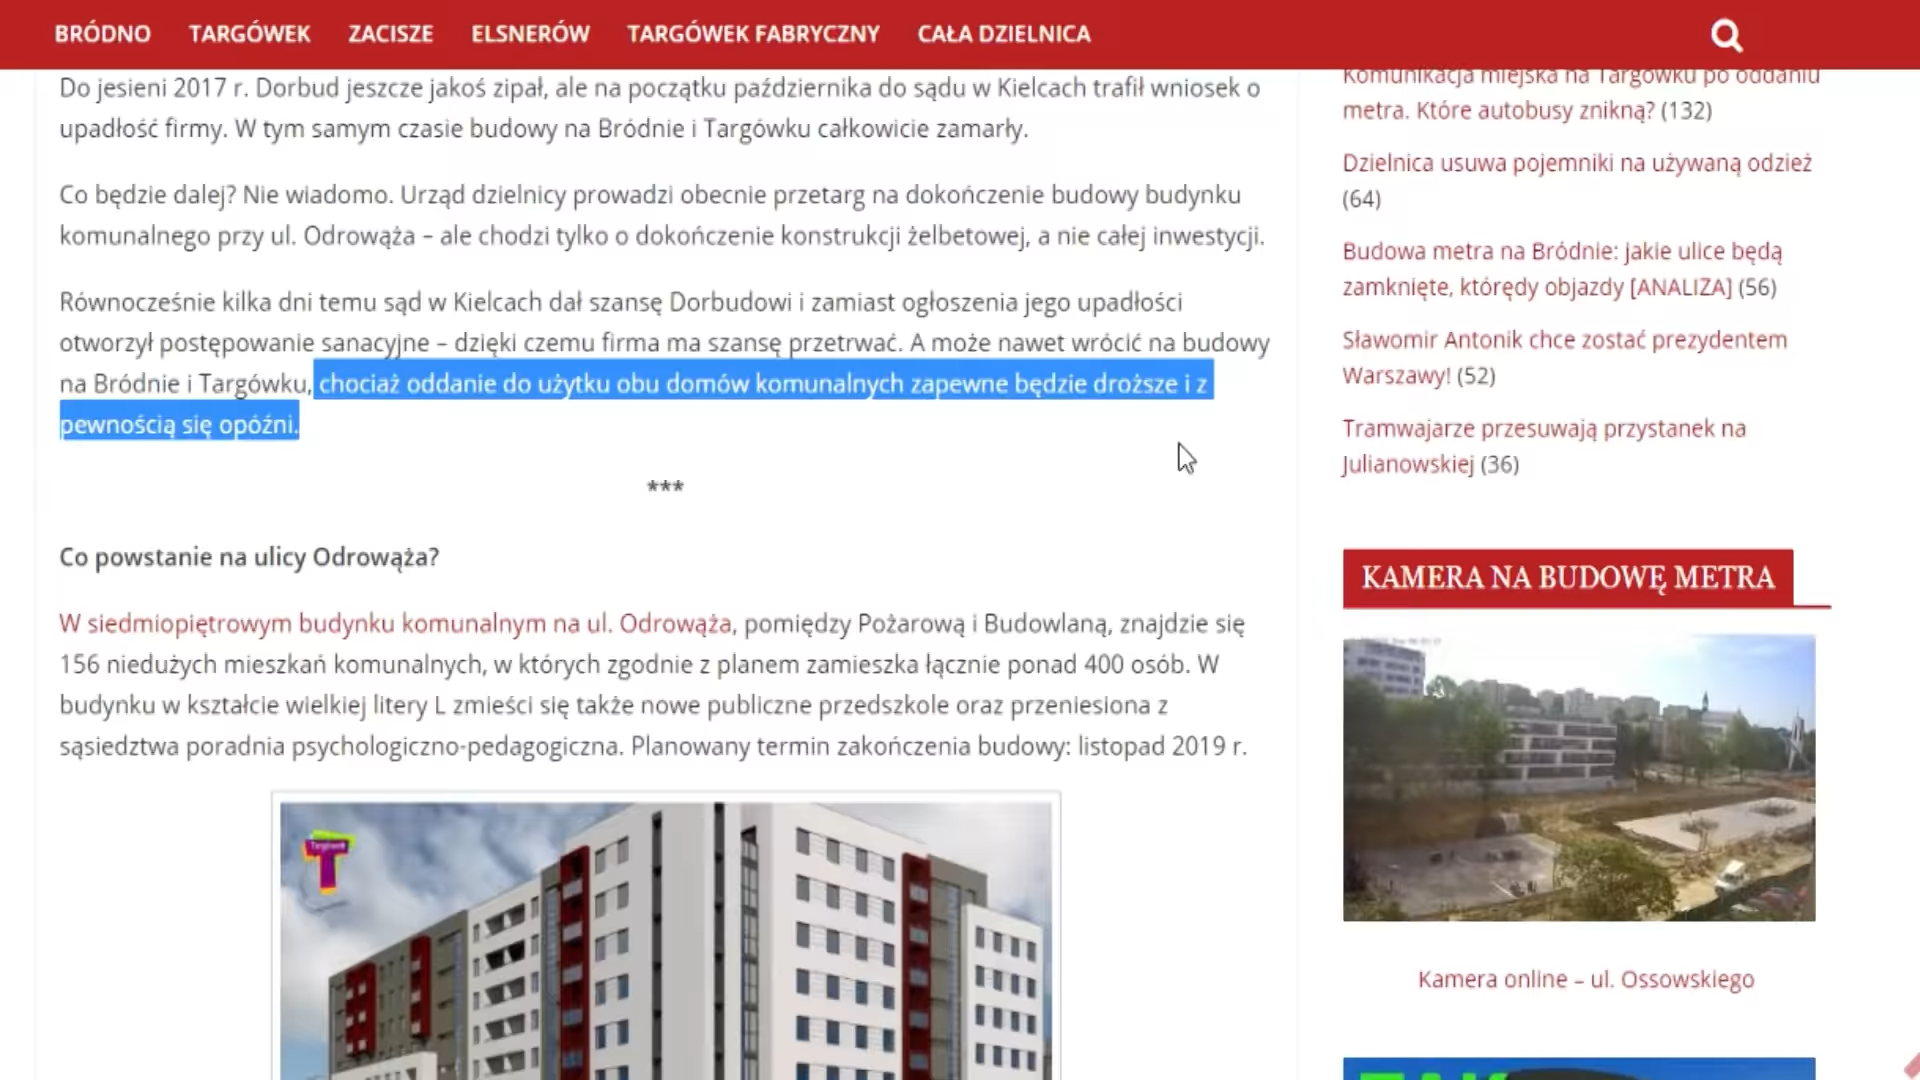 BRÓDNO TARGÓWEK ZACISZE ELSNERÓW TARGÓWEK FABRYCZNY CAŁA DZIELNICA
Do jesieni 2017 r. Dorbud jeszcze jakoś zipał, ale na początku października do sądu w Kielcach trafił wniosek o
upadłość firmy. W tym samym czasie budowy na Bródnie i Targówku całkowicie zamarły.
Co będzie dalej? Nie wiadomo. Urząd dzielnicy prowadzi obecnie przetarg na dokończenie budowy budynku
komunalnego przy ul. Odrowąża – ale chodzi tylko o dokończenie konstrukcji żelbetowej, a nie całej inwestycji.
Równocześnie kilka dni temu sąd w Kielcach dał szansę Dorbudowi i zamiast ogłoszenia jego upadłości
otworzył postępowanie sanacyjne – dzięki czemu firma ma szansę przetrwać. A może nawet wrócić na budowy
na Bródnie i Targówku, chociaż oddanie do użytku obu domów komunalnych zapewne będzie droższe i z
pewnością się opóźni.
***
Co powstanie na ulicy Odrowąża?
W siedmiopiętrowym budynku komunalnym na ul. Odrowąża, pomiędzy Pożarową i Budowlaną, znajdzie się
156 niedużych mieszkań komunalnych, w których zgodnie z planem zamieszka łącznie ponad 400 osób. W
budynku w kształcie wielkiej litery L zmieści się także nowe publiczne przedszkole oraz przeniesiona z
sąsiedztwa poradnia psychologiczno-pedagogiczna. Planowany termin zakończenia budowy: listopad 2019 r.
Targówek
Komunikacja miejska na Targówku po oddaniu
metra. Które autobusy znikną? (132)
Dzielnica usuwa pojemniki na używaną odzież
(64)
Budowa metra na Bródnie: jakie ulice będą
zamknięte, którędy objazdy [ANALIZA] (56)
Sławomir Antonik chce zostać prezydentem
Warszawy! (52)
Tramwajarze przesuwają przystanek na
Julianowskiej (36)
KAMERA NA BUDOWĘ METRA
Kamera online – ul. Ossowskiego